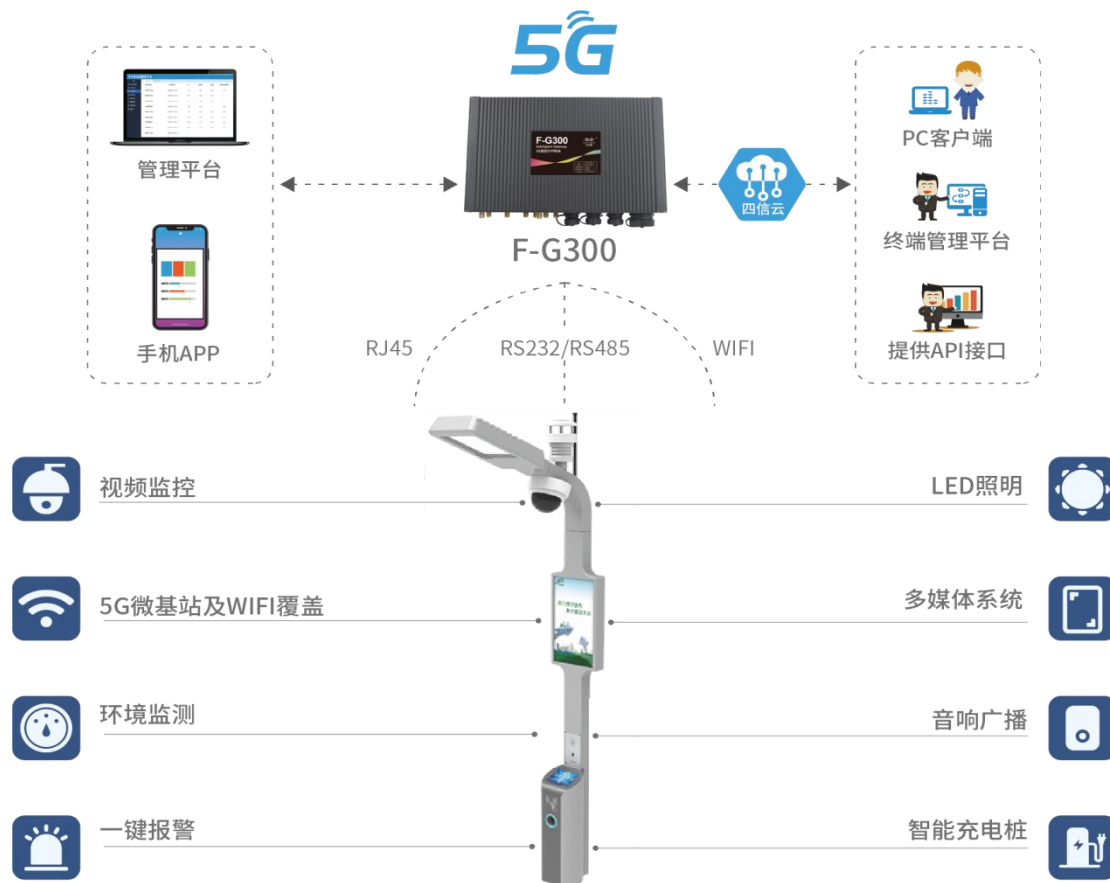 5G
F-G300
Intelligent Gateway
管理平台
手机APP
F-G300
四信云
PC客户端
终端管理平台
提供API接口
RJ45
RS232/RS485
WIFI
视频监控
LED照明
5G微基站及WIFI覆盖
多媒体系统
环境监测
音响广播
一键报警
智能充电桩